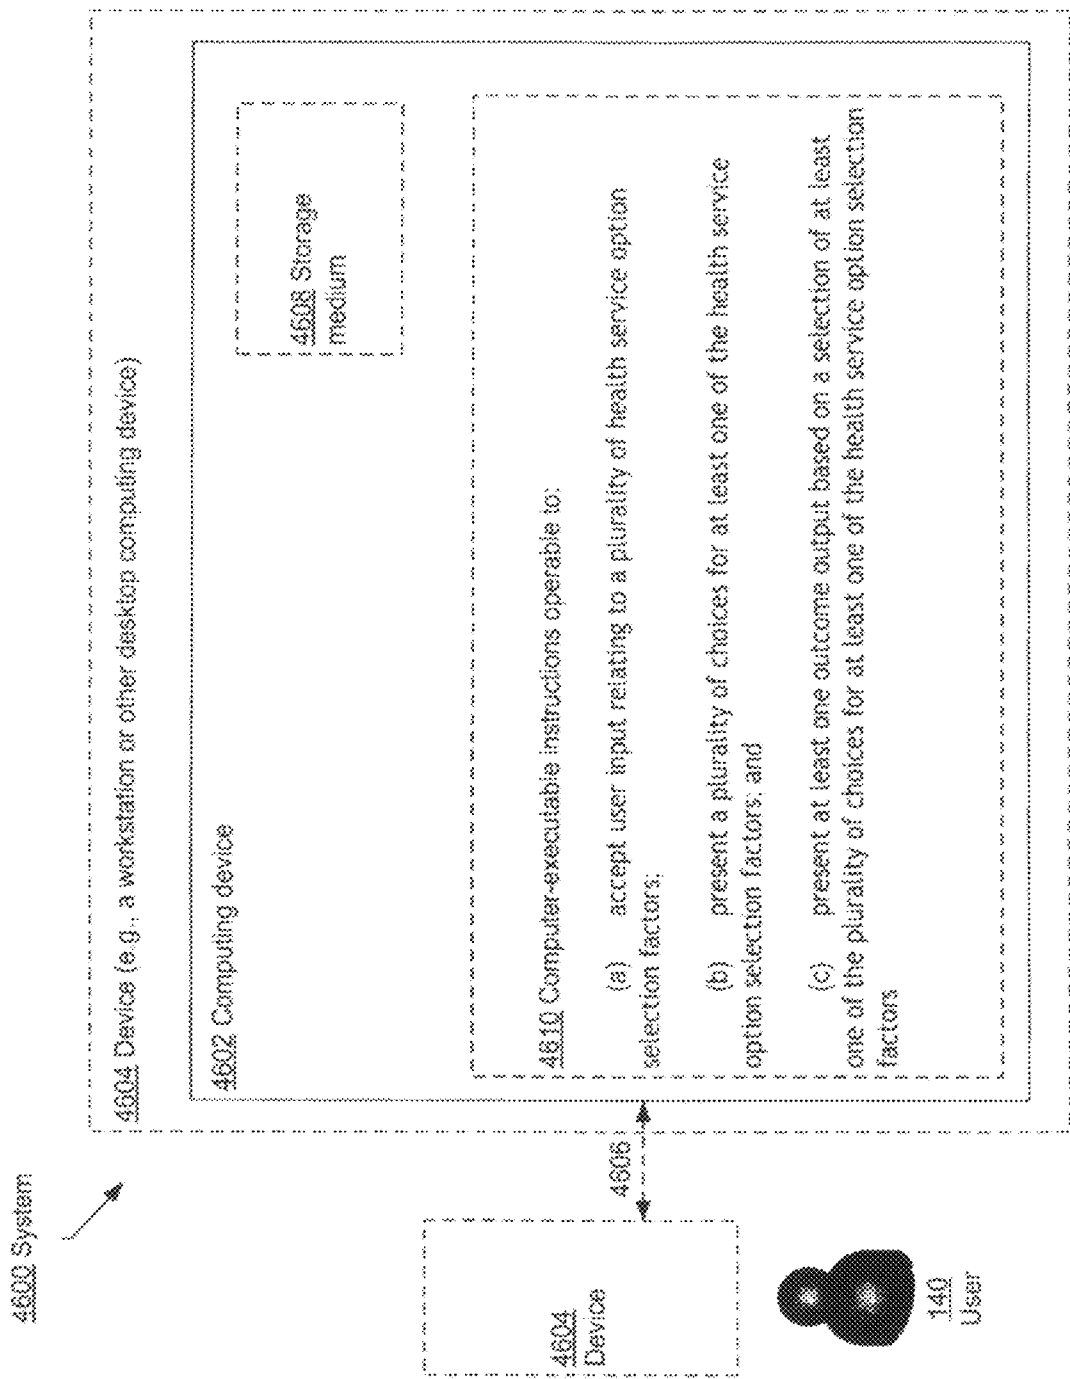 4600 System
4604 Device (e.g., a workstation or other desktop computing device)
4602 Computing device
4608 Storage
medium
4610 Computer-executable instructions operable to:
(a) accept user input relating to a plurality of health service option
selection factors;
(b) present a plurality of choices for at least one of the health service
option selection factors; and
(c) present at least one outcome output based on a selection of at least
one of the plurality of choices for at least one of the health service option selection
factors
4606
4604
Device
140
User